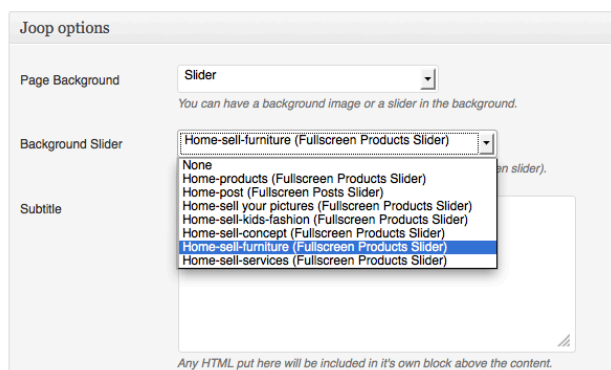 Joop options
Page Background
Slider
You can have a background image or a slider in the background.
Background Slider
Home-sell-furniture (Fullscreen Products Slider)
en slider).
None
Home-products (Fullscreen Products Slider)
Home-post (Fullscreen Posts Slider)
Home-sell your pictures (Fullscreen Products Slider)
Home-sell-kids-fashion (Fullscreen Products Slider)
Home-sell-concept (Fullscreen Products Slider)
Home-sell-furniture (Fullscreen Products Slider)
Home-sell-services (Fullscreen Products Slider)
Subtitle
Any HTML put here will be included in it's own block above the content.